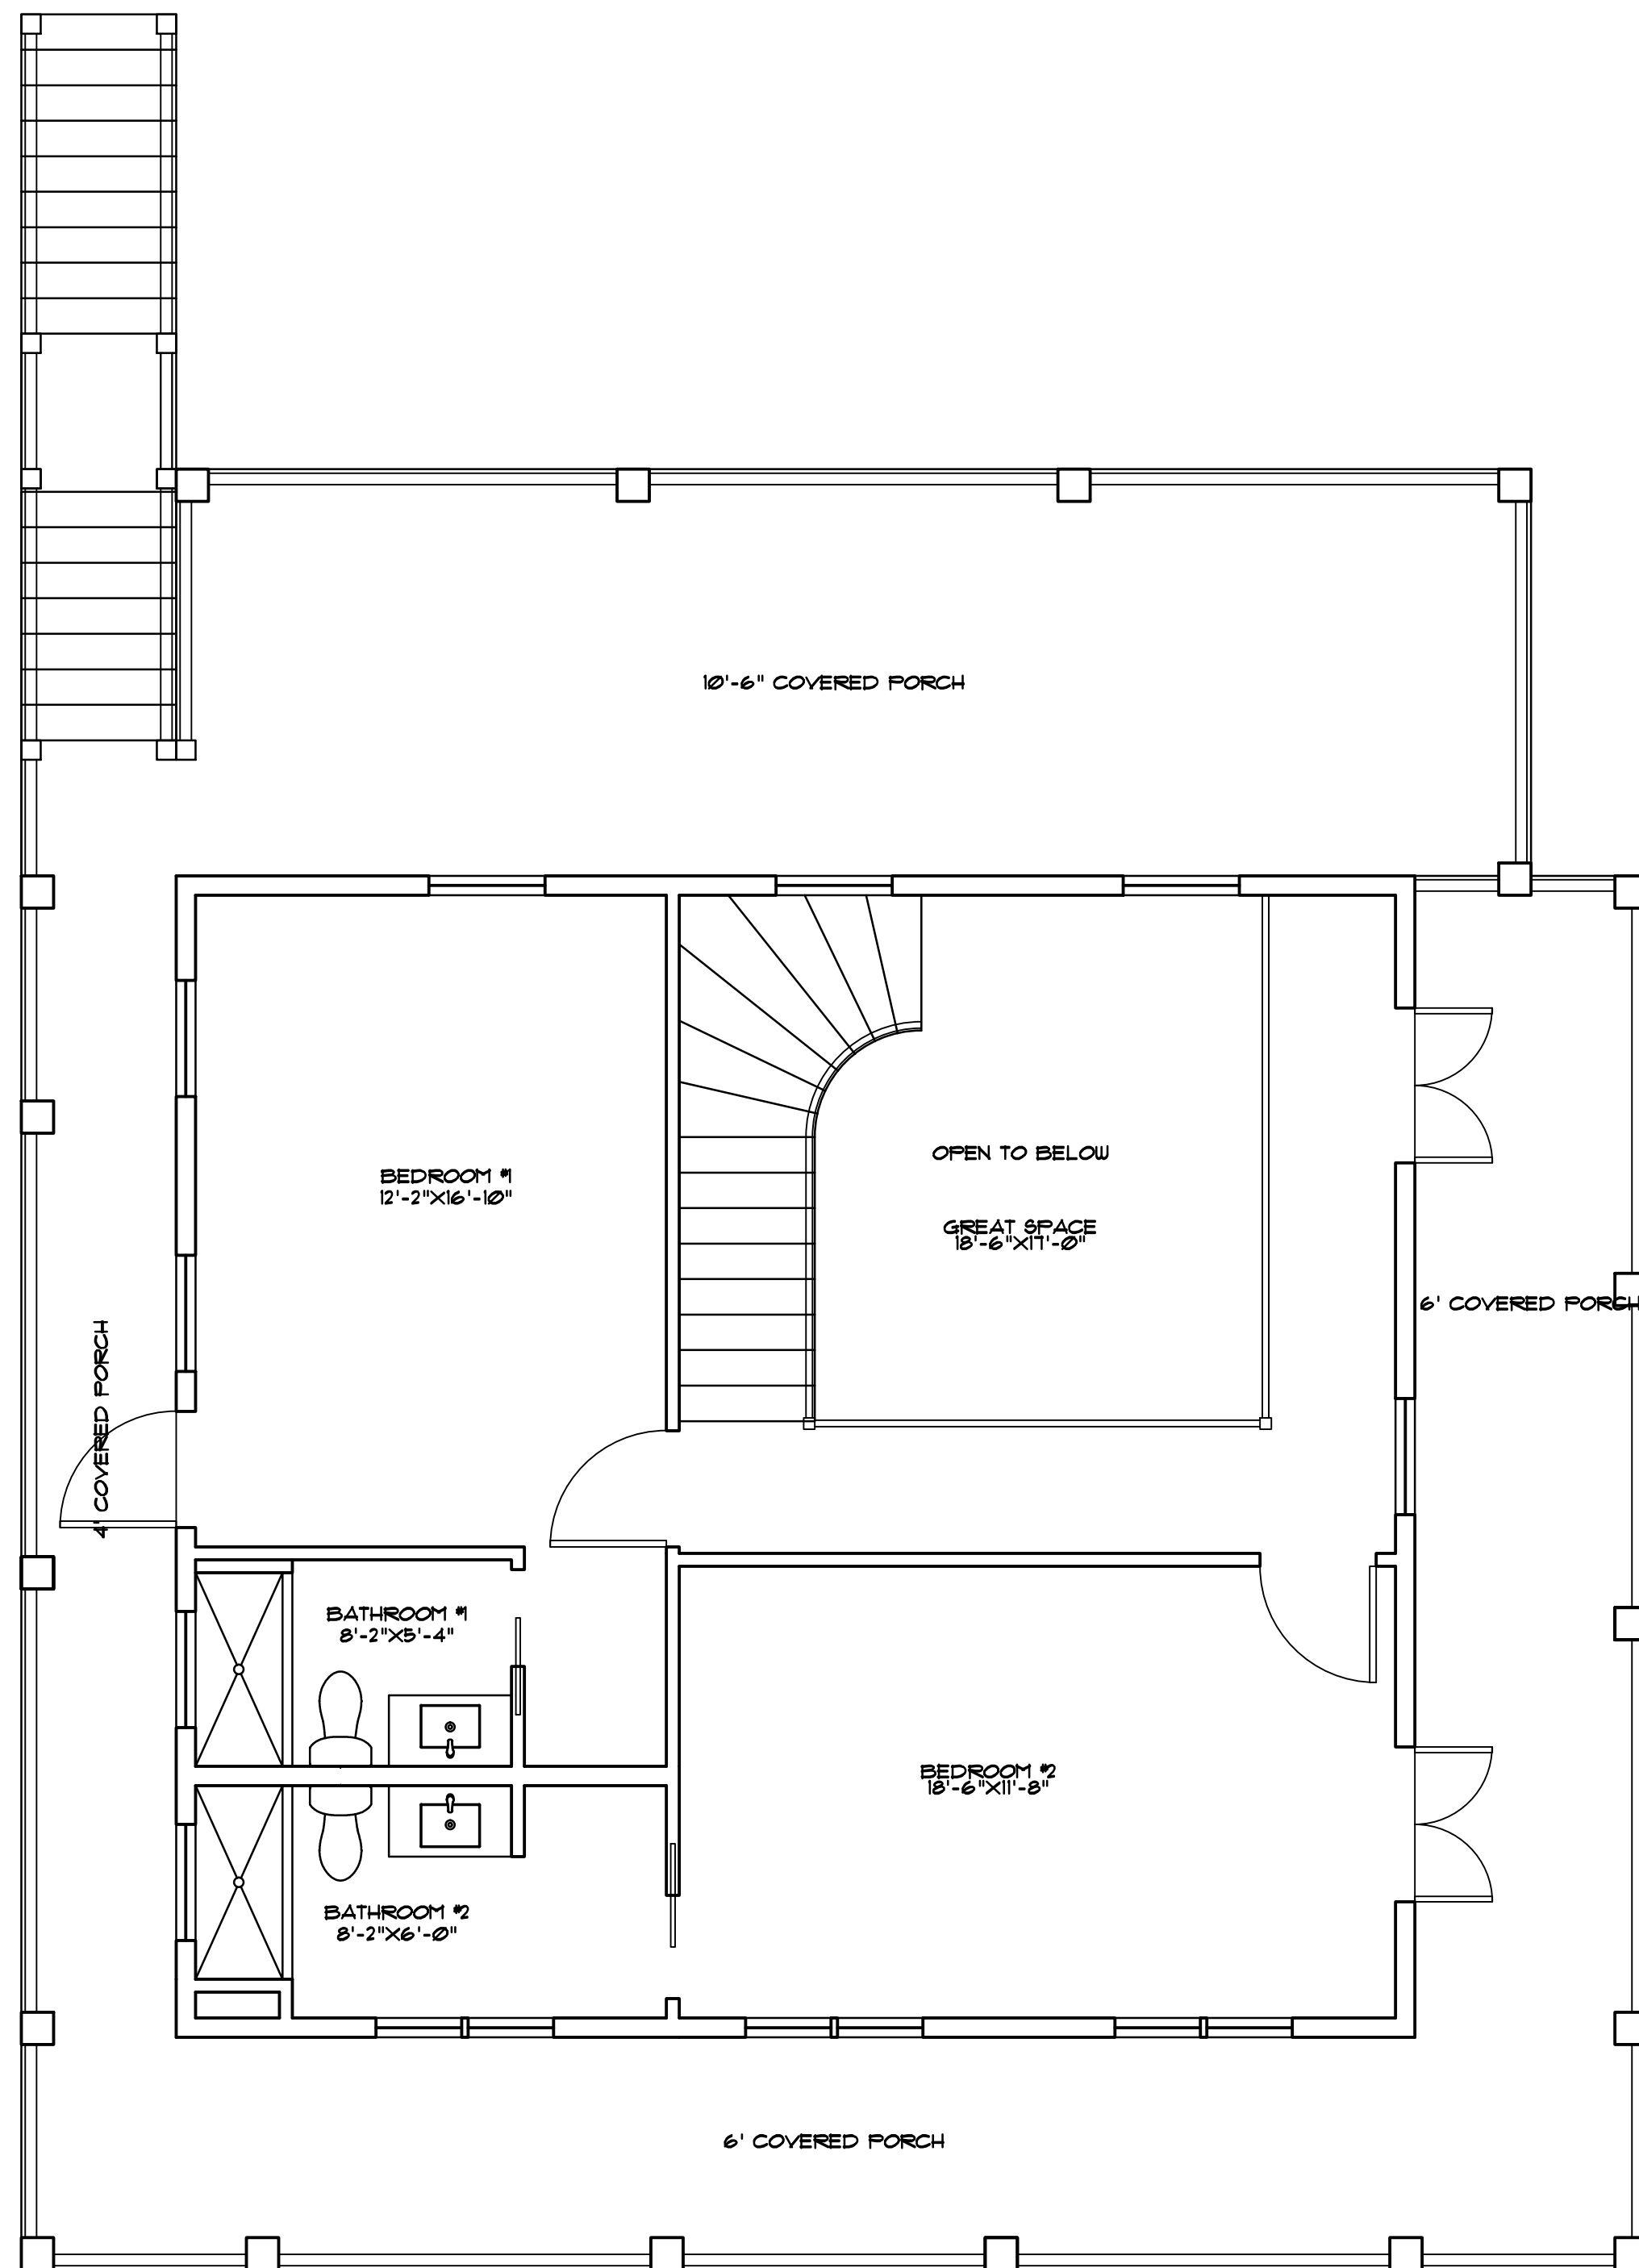 10'-6" COVERED PORCH
OPEN TO BELOW
BEDROOM #1
12'-2"X16'-10"
GREAT SPACE
18'-6"X17'-0"
6' COVERED PORCH
4' COVERED PORCH
BATHROOM #1
8'-2"X5'-4"
BEDROOM #2
18'-6"X11'-8"
BATHROOM #2
8'-2"X6'-0"
6' COVERED PORCH